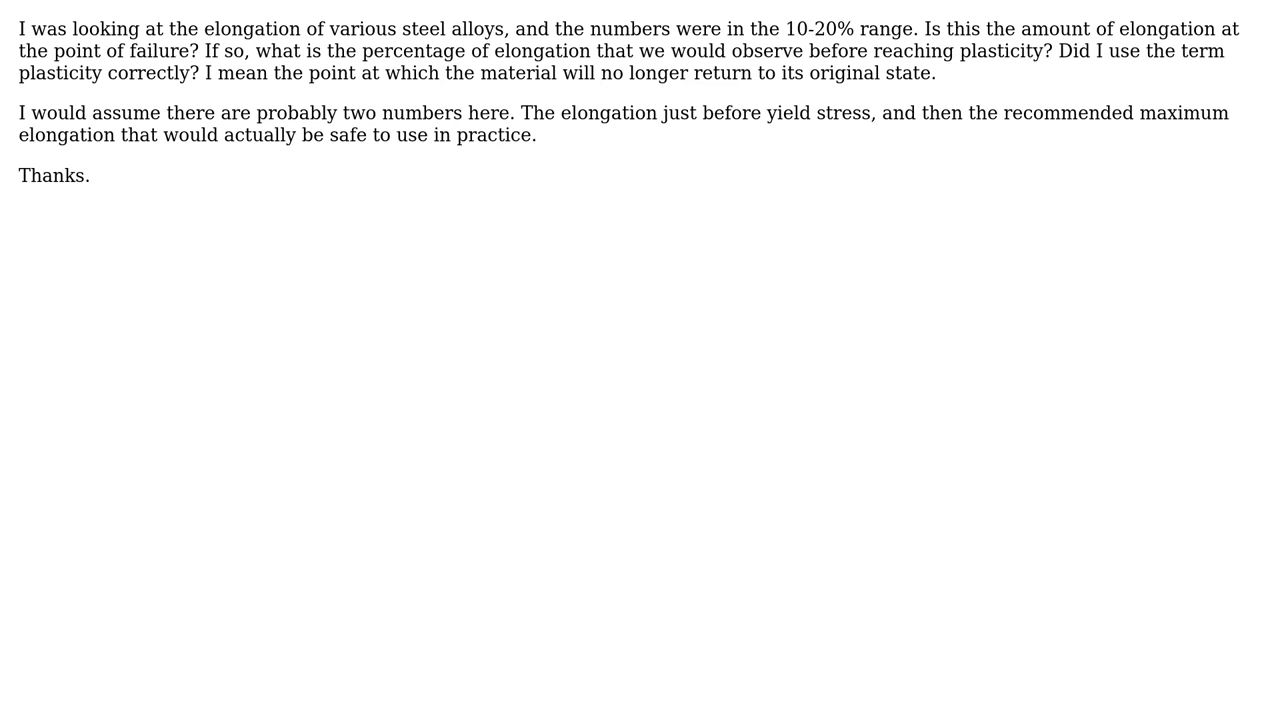 I was looking at the elongation of various steel alloys, and the numbers were in the 10-20% range. Is this the amount of elongation at
the point of failure? If so, what is the percentage of elongation that we would observe before reaching plasticity? Did I use the term
plasticity correctly? I mean the point at which the material will no longer return to its original state.
I would assume there are probably two numbers here. The elongation just before yield stress, and then the recommended maximum
elongation that would actually be safe to use in practice.
Thanks.